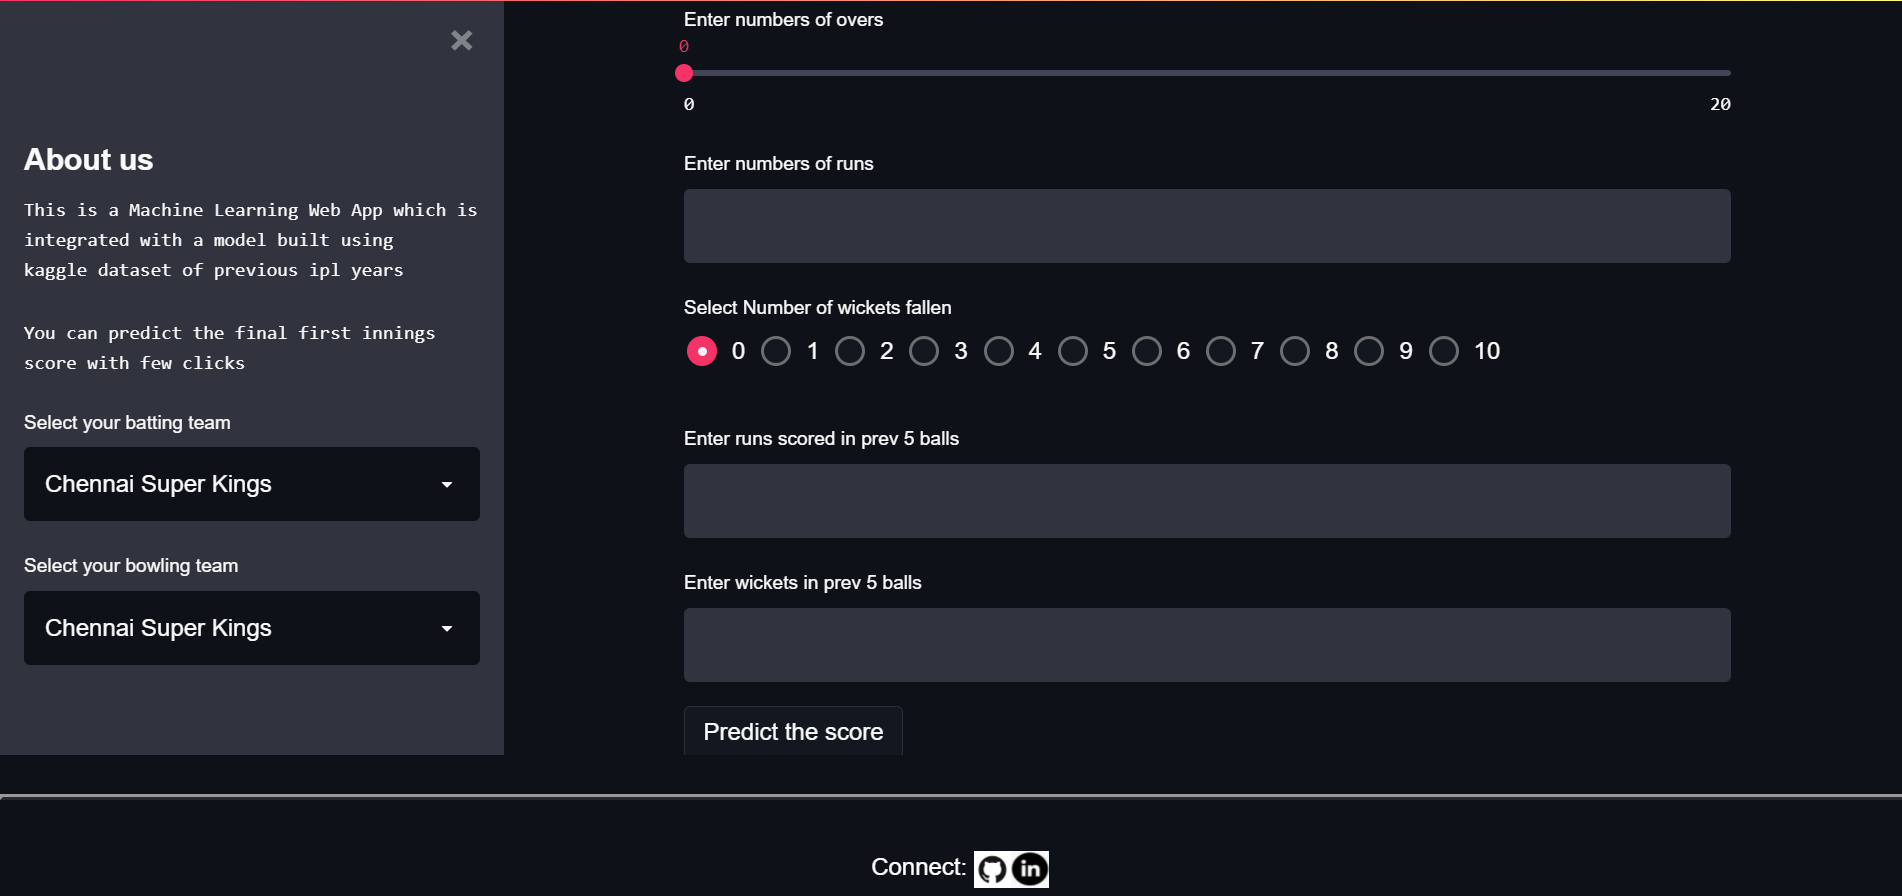 About us
This is a Machine Learning Web App which is
integrated with a model built using
kaggle dataset of previous ipl years
You can predict the final first innings
score with few clicks
Select your batting team
Chennai Super Kings
Select your bowling team
Chennai Super Kings
Enter numbers of overs
0
0 20
Enter numbers of runs
Select Number of wickets fallen
0 1 2 3 4 5 6 7 8 9 10
Enter runs scored in prev 5 balls
Enter wickets in prev 5 balls
Predict the score
Connect: in